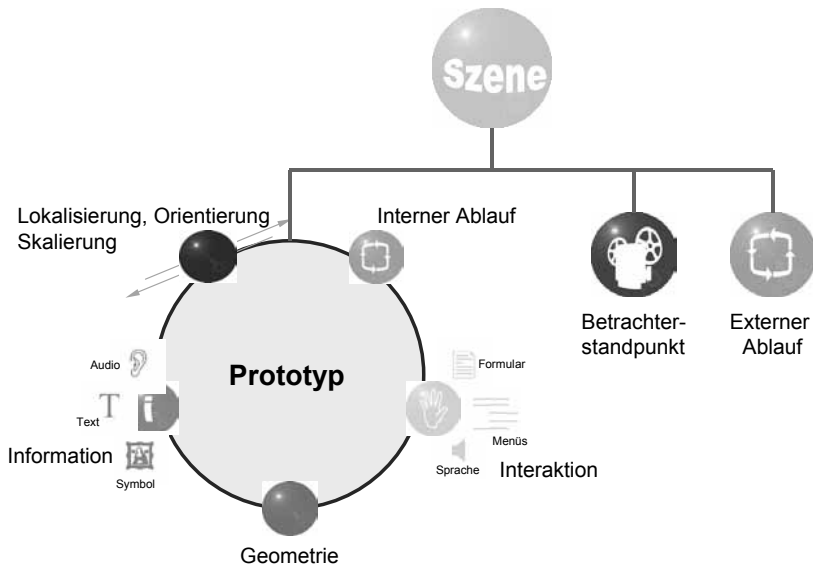 Szene
Lokalisierung, Orientierung
Skalierung
Interner Ablauf
Betrachter-
standpunkt
Externer
Ablauf
Prototyp
Audio
T
Text
i
Information
A
Symbol
Formular
Menüs
Sprache
Interaktion
Geometrie